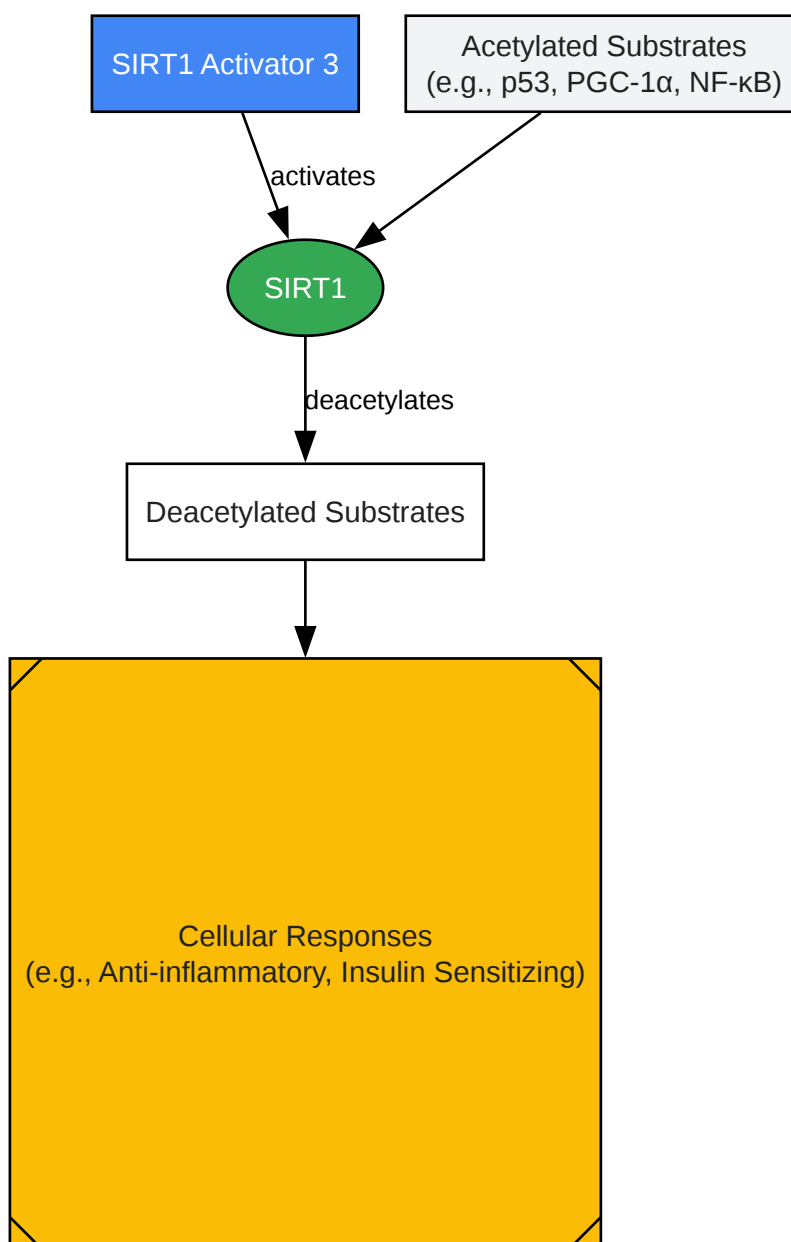 SIRT1 Activator 3
Acetylated Substrates
(e.g., p53, PGC-1α, NF-κB)
activates
SIRT1
deacetylates
Deacetylated Substrates
Cellular Responses
(e.g., Anti-inflammatory, Insulin Sensitizing)